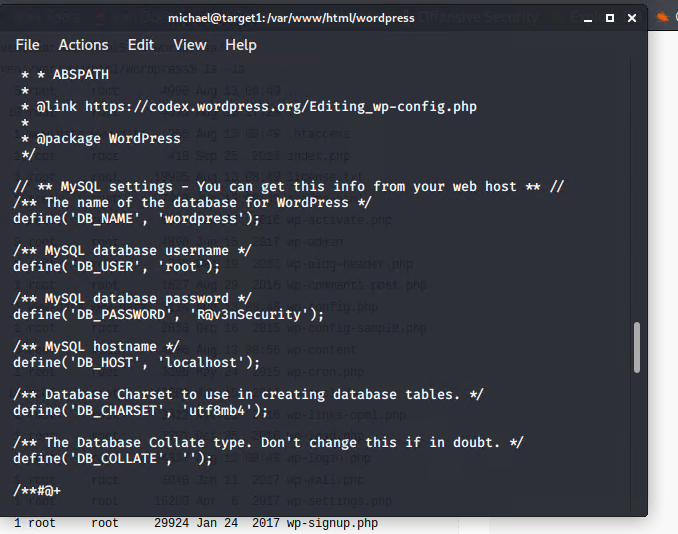 michael@target1:/var/www/html/wordpress
Offensive Security
File Actions Edit View Help
* * ABSPATH
*
* @link https://codex.wordpress.org/Editing_wp-config.php
*
* @package WordPress
*/
// ** MySQL settings - You can get this info from your web host ** //
/** The name of the database for WordPress */
define('DB_NAME', 'wordpress');
/** MySQL database username */
define('DB_USER', 'root');
/** MySQL database password */
define('DB_PASSWORD', 'R@v3nSecurity');
/** MySQL hostname */
define('DB_HOST', 'localhost');
/** Database Charset to use in creating database tables. */
define('DB_CHARSET', 'utf8mb4');
/** The Database Collate type. Don't change this if in doubt. */
define('DB_COLLATE', '');
/**#@+
1 root root 29924 Jan 24 2017 wp-signup.php